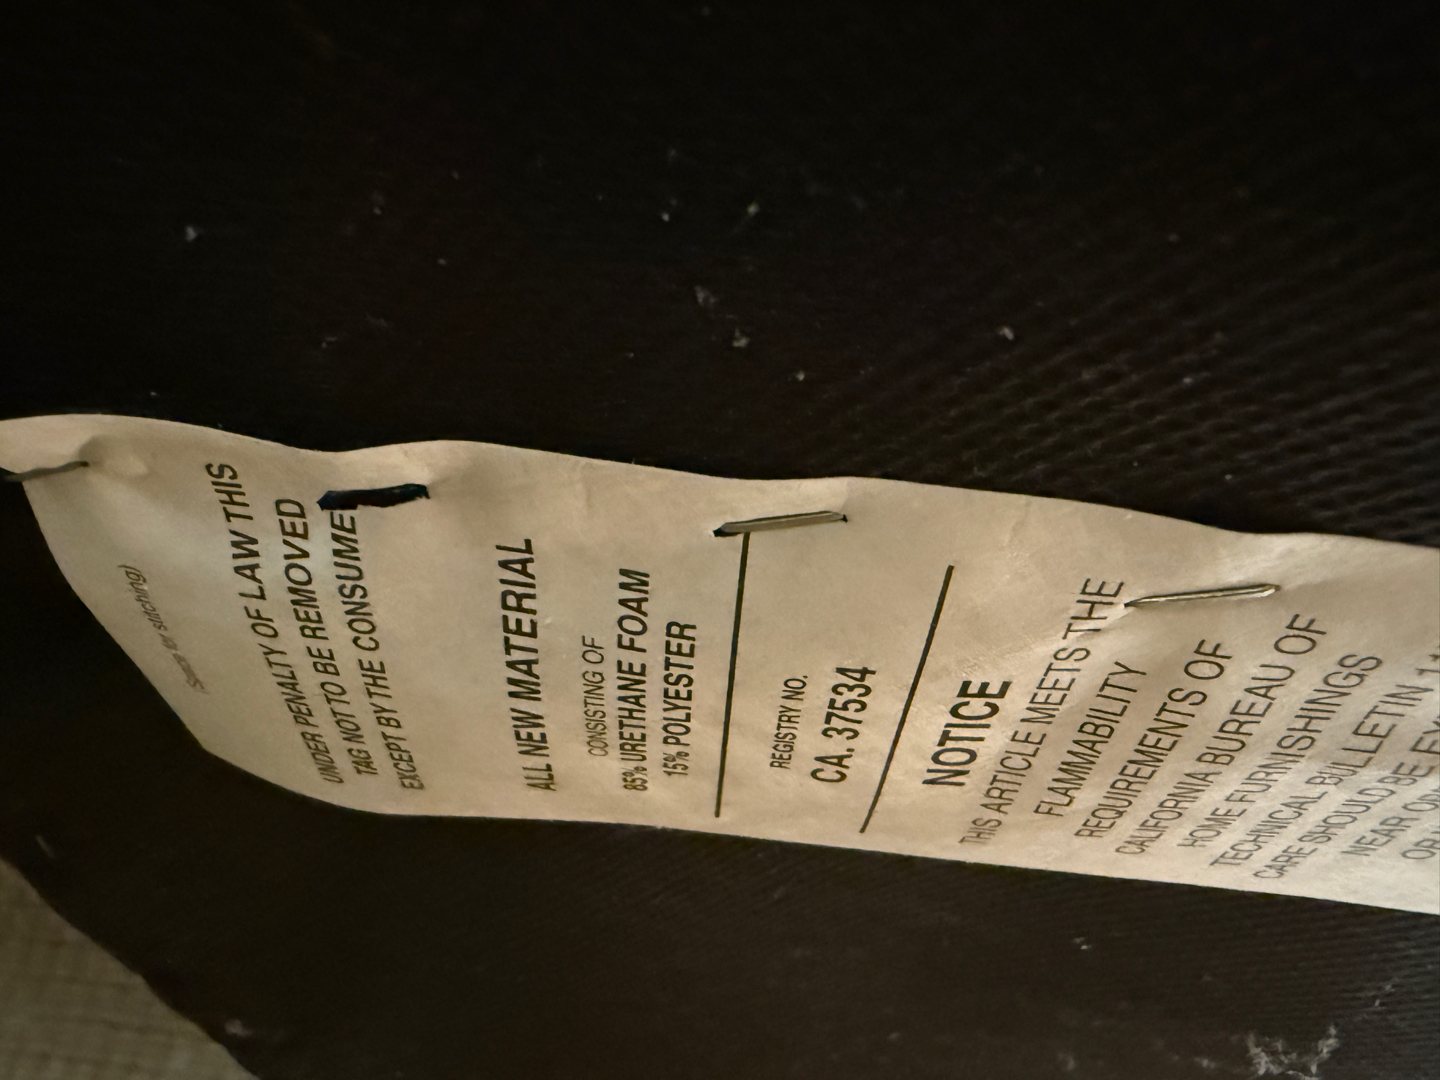 (Space for stitching)
UNDER PENALTY OF LAW THIS
TAG NOT TO BE REMOVED
EXCEPT BY THE CONSUME
ALL NEW MATERIAL
CONSISTING OF
85% URETHANE FOAM
15% POLYESTER
REGISTRY NO.
CA. 37534
NOTICE
THIS ARTICLE MEETS THE
FLAMMABILITY
REQUIREMENTS OF
CALIFORNIA BUREAU OF
HOME FURNISHINGS
TECHNICAL BULLETIN
CARE SHOULD BE
NEAR